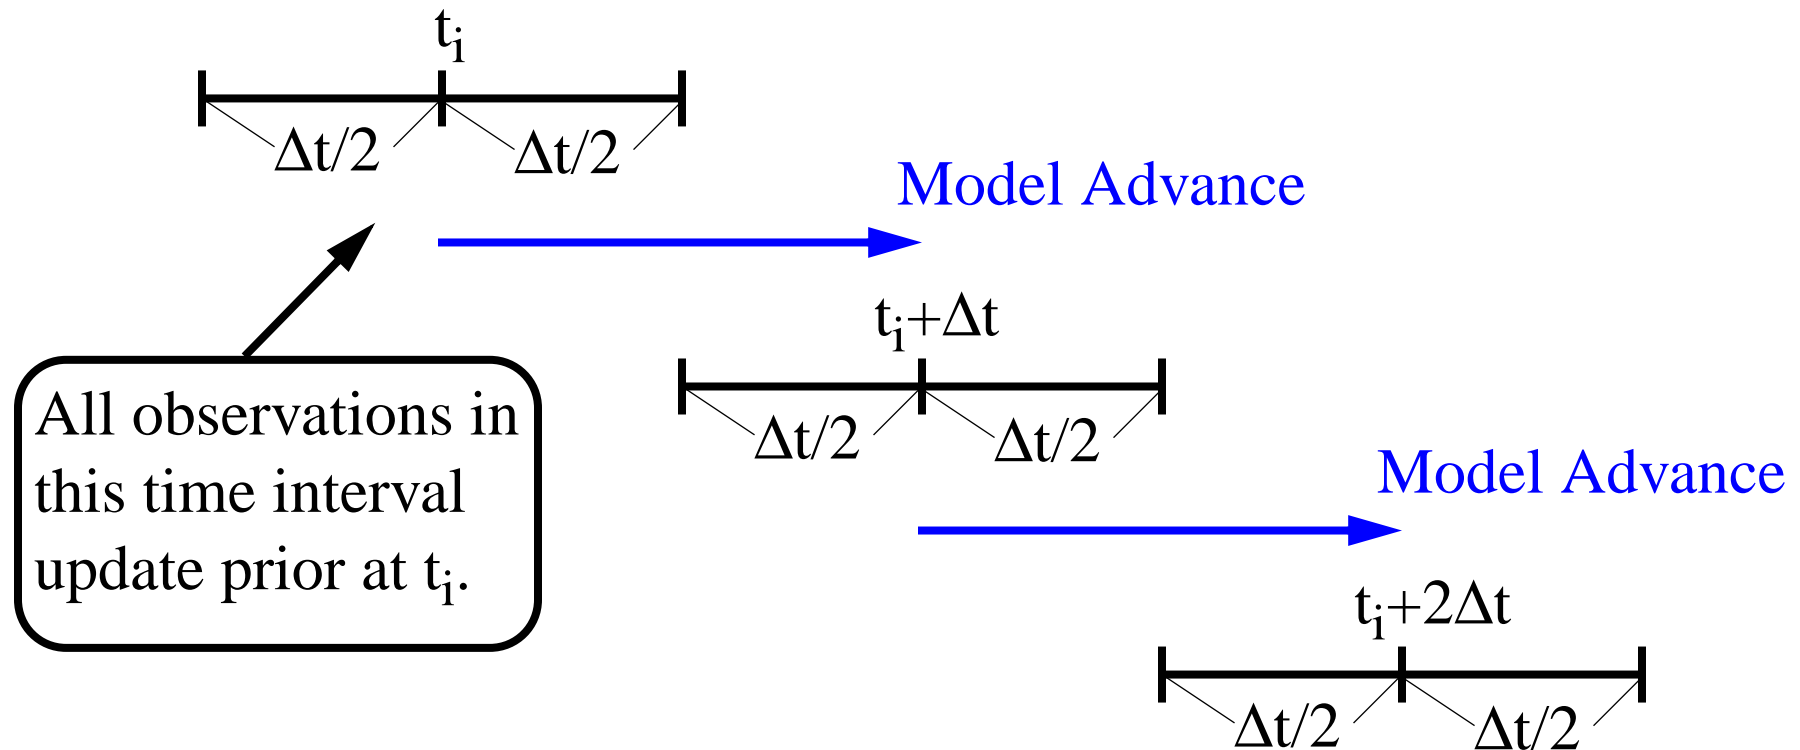 tᵢ
Δt/2 Δt/2
Model Advance
tᵢ+Δt
Δt/2 Δt/2
All observations in
this time interval
update prior at tᵢ.
Model Advance
tᵢ+2Δt
Δt/2 Δt/2